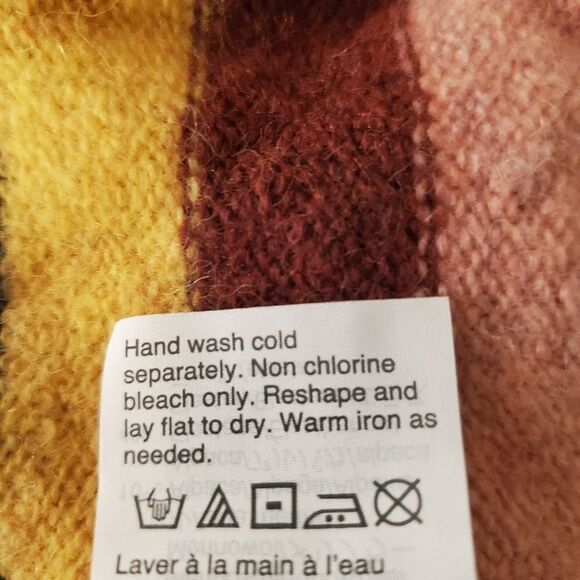 Hand wash cold
separately. Non chlorine
bleach only. Reshape and
lay flat to dry. Warm iron as
needed.
Laver à la main à l'eau